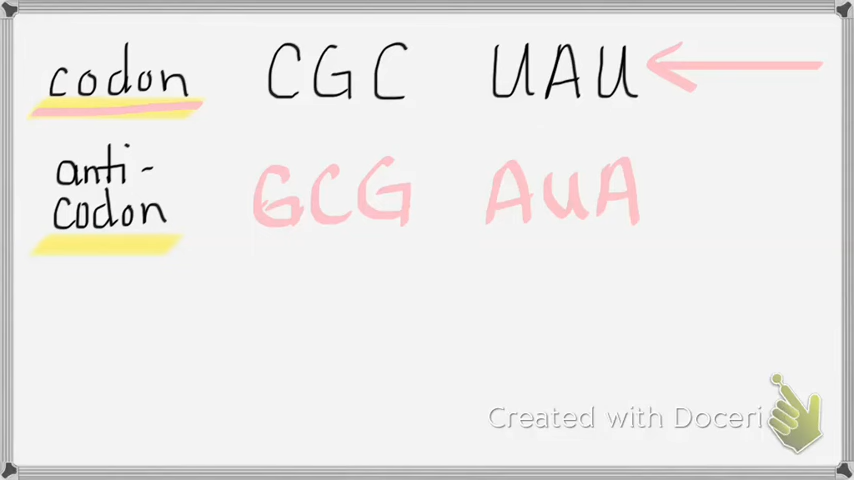 codon CGC UAU
anti-
codon GCG AUA
Created with Doceri